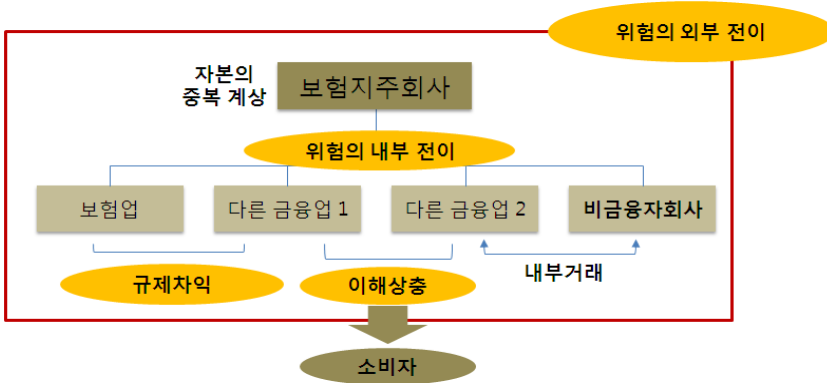 위험의 외부 전이
자본의
중복 계상
보험지주회사
위험의 내부 전이
보험업
다른 금융업 1
다른 금융업 2
비금융자회사
내부거래
규제차익
이해상충
소비자